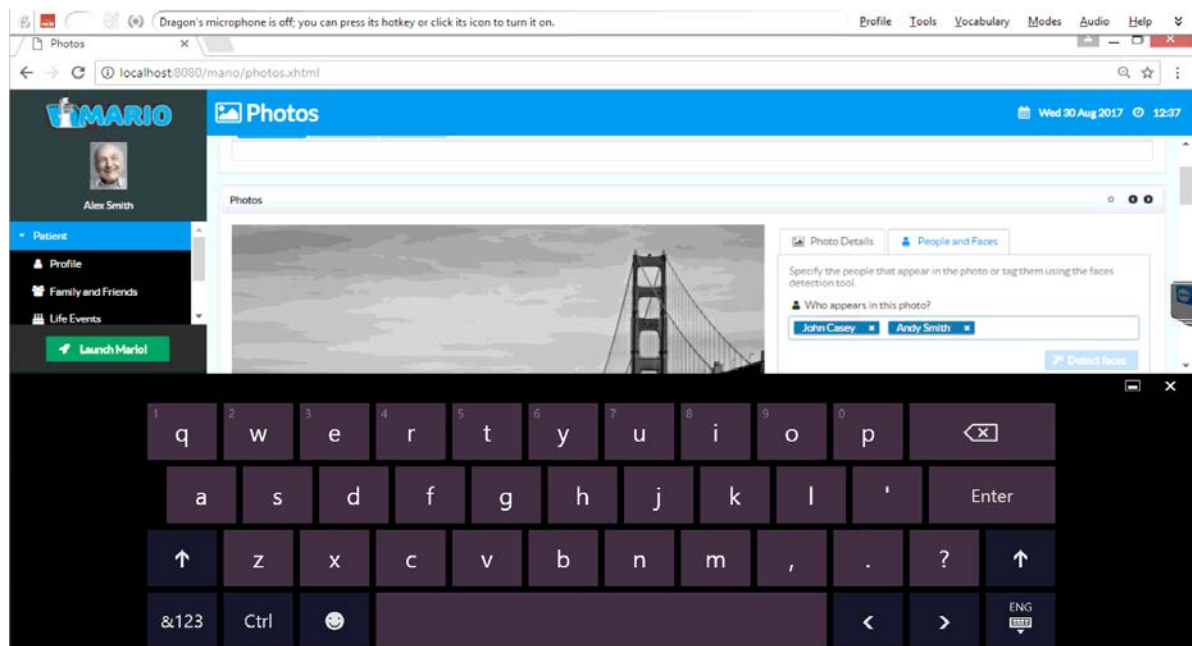 Dragon's microphone is off; you can press its hotkey or click its icon to turn it on. Profile Tools Vocabulary Modes Audio Help
Photos
localhost:8080/mario/photos.xhtml
MARIO Photos Wed 30 Aug 2017 12:37
Alex Smith
Photos
Patient
Profile
Family and Friends
Life Events
Launch Mario!
Photo Details People and Faces
Specify the people that appear in the photo or tag them using the faces
detection tool.
Who appears in this photo?
John Casey × Andy Smith ×
Detect faces
1 2 3 4 5 6 7 8 9 0
q w e r t y u i o p
a s d f g h j k l ' Enter
z x c v b n m , . ?
&123 Ctrl < > ENG